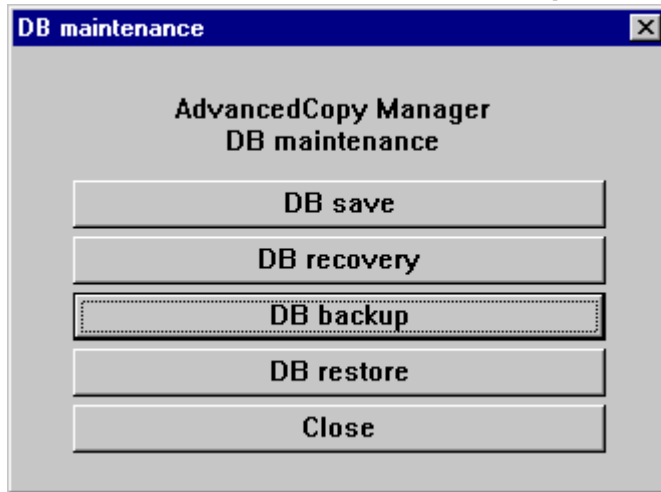 DB maintenance
AdvancedCopy Manager
DB maintenance
DB save
DB recovery
DB backup
DB restore
Close